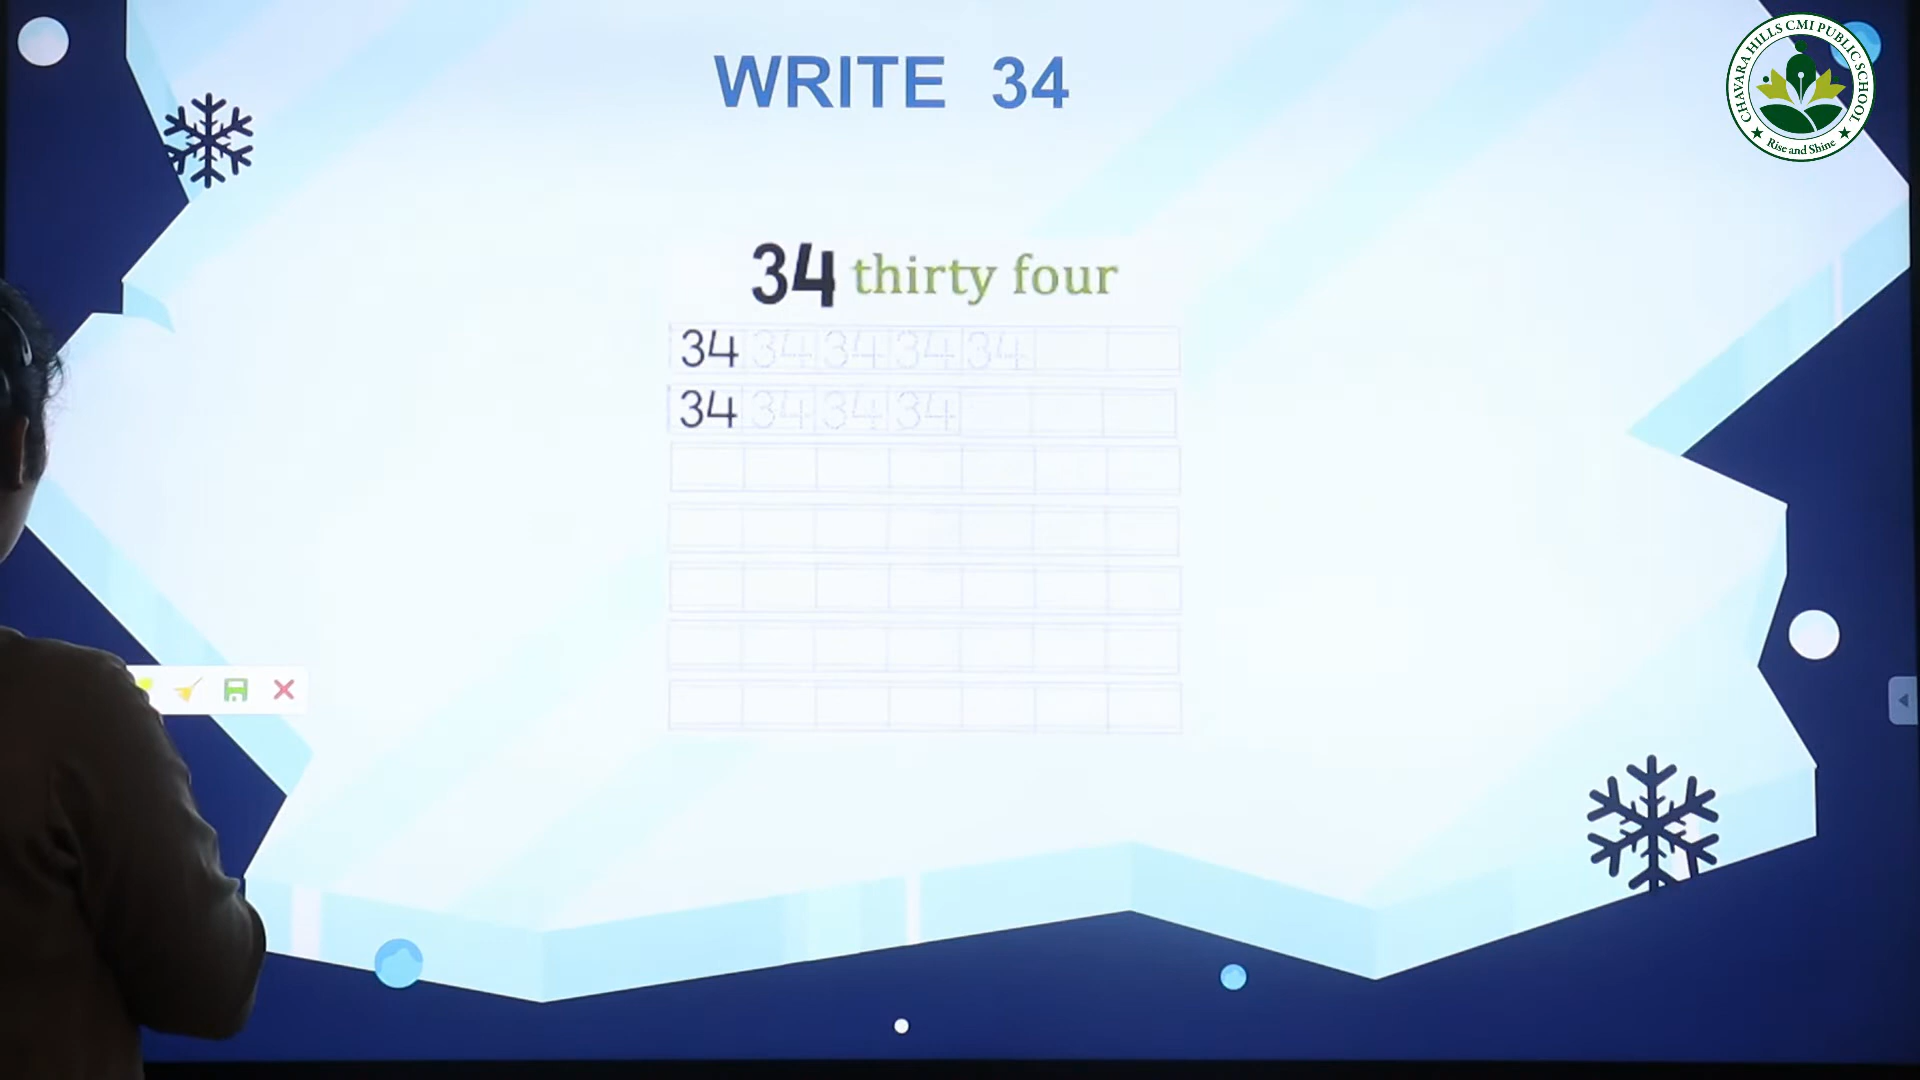 WRITE 34
CHAVARA HILLS CMI PUBLIC SCHOOL
Rise and Shine
34 thirty four
34 34 34 34 34
34 34 34 34